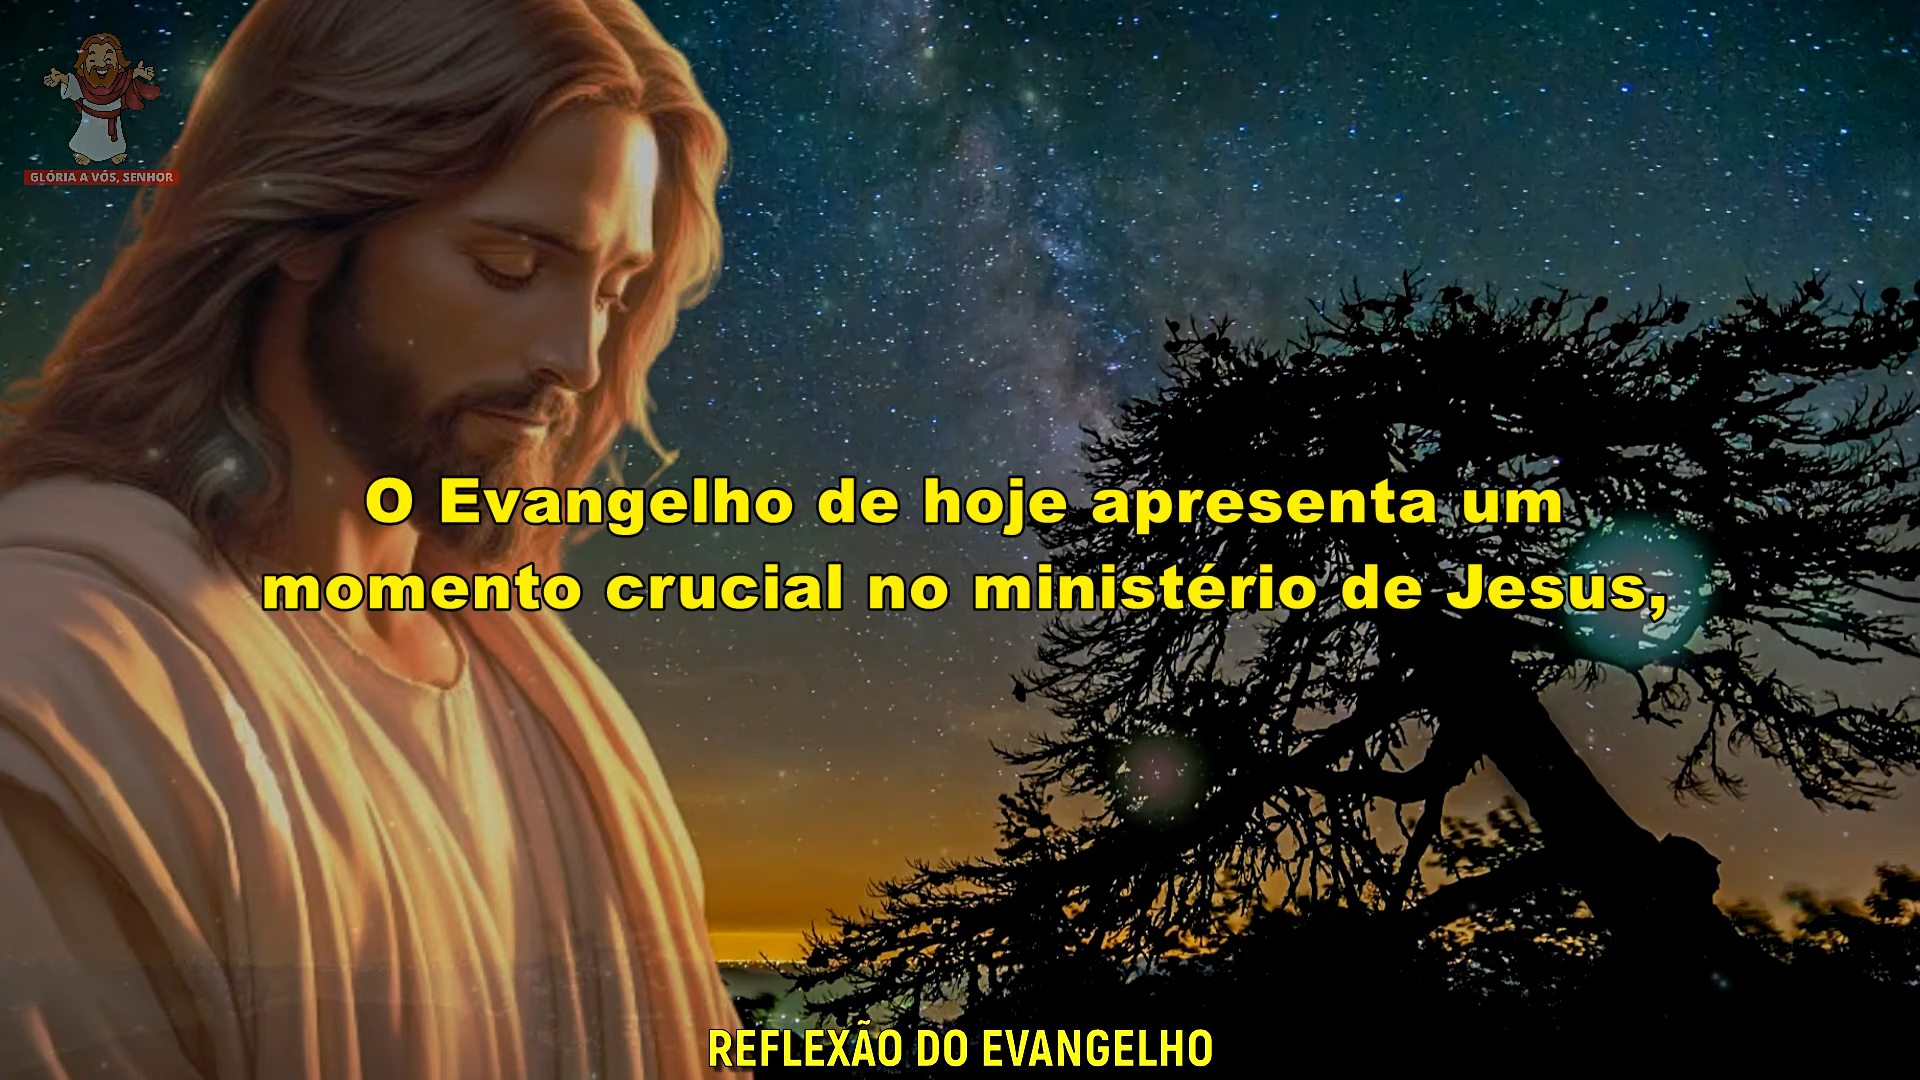 GLÓRIA A VÓS, SENHOR
O Evangelho de hoje apresenta um
momento crucial no ministério de Jesus,
REFLEXÃO DO EVANGELHO